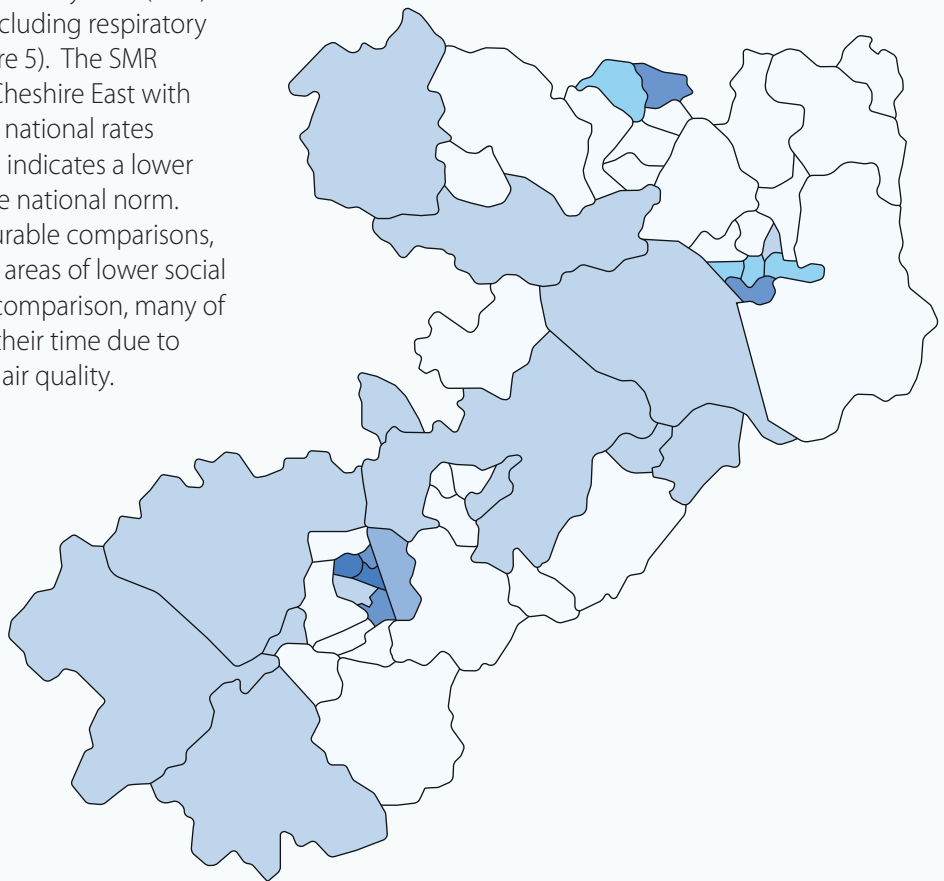 cluding respiratory
re 5). The SMR
Cheshire East with
national rates
indicates a lower
e national norm.
urable comparisons,
areas of lower social
comparison, many of
their time due to
air quality.